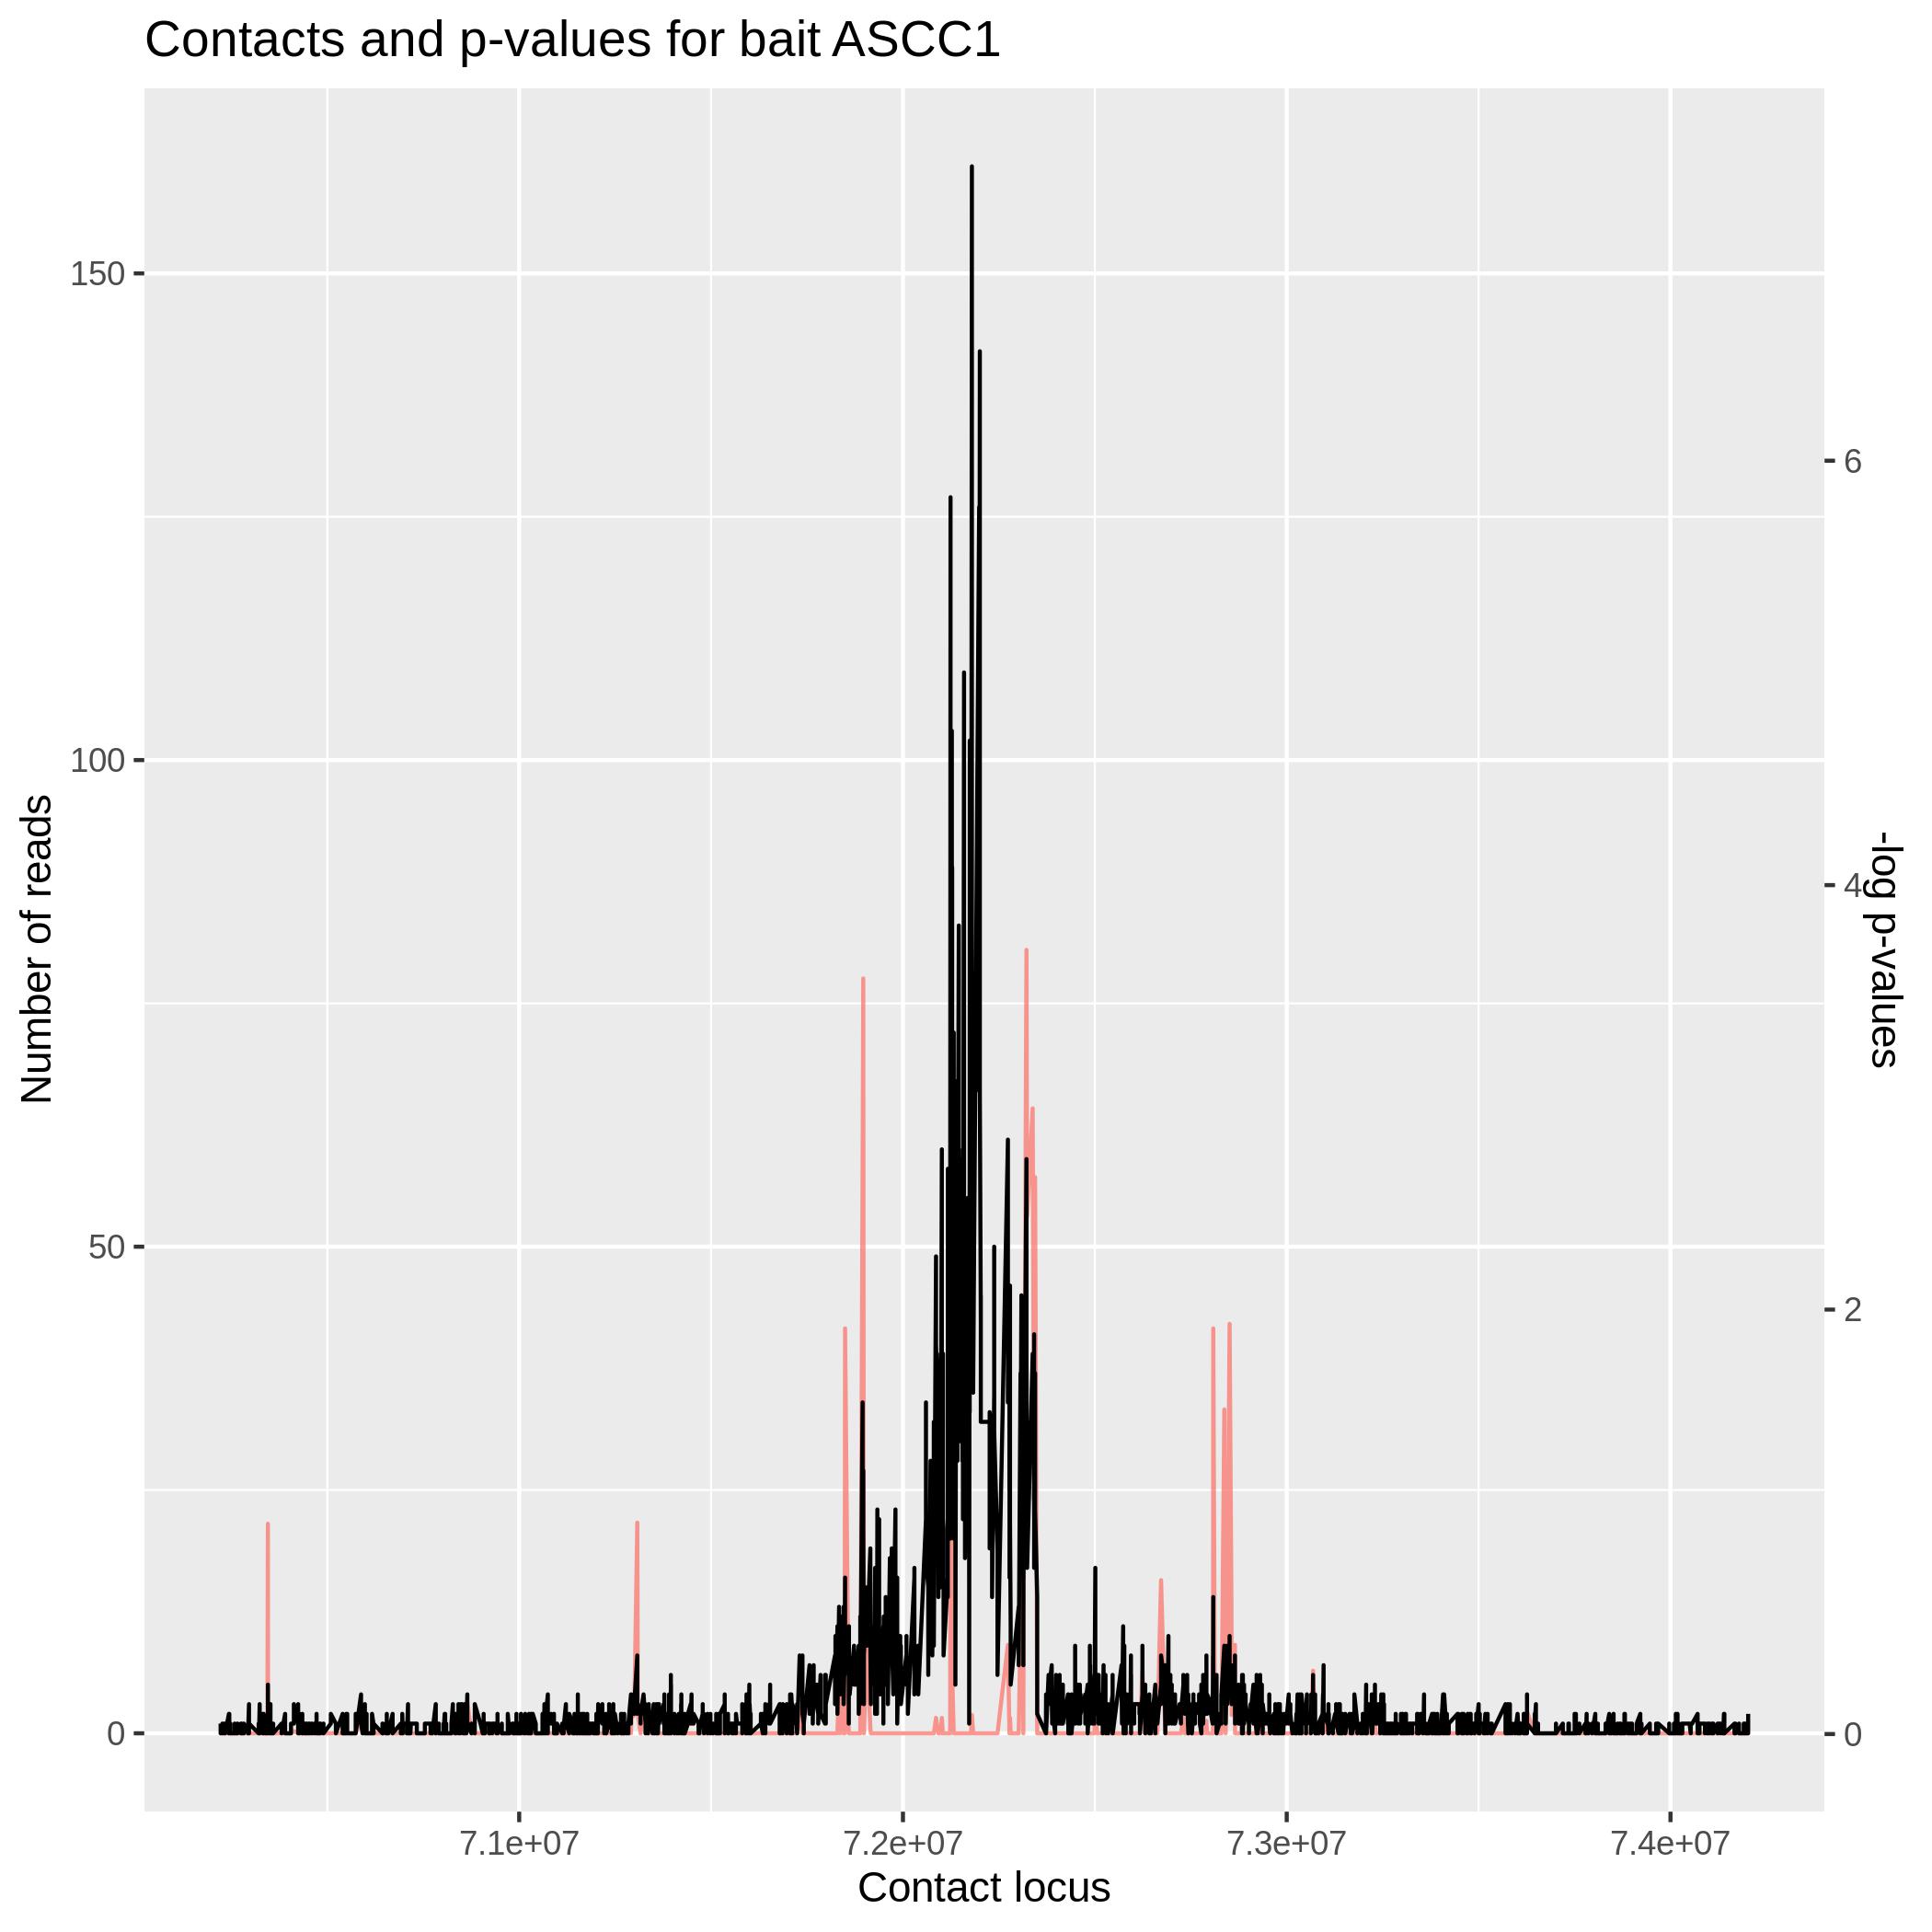 Contacts and p-values for bait ASCC1
150
100
50
0
Number of reads
6
4
2
0
-log p-values
7.1e+07
7.2e+07
7.3e+07
7.4e+07
Contact locus